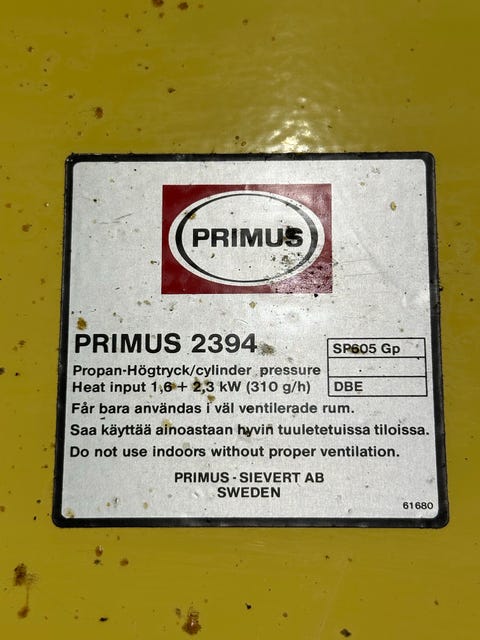 PRIMUS
PRIMUS 2394
SP605 Gp
Propan-Högtryck/cylinder pressure
Heat input 1,6 + 2,3 kW (310 g/h)
DBE
Får bara användas i väl ventilerade rum.
Saa käyttää ainoastaan hyvin tuuletetuissa tiloissa.
Do not use indoors without proper ventilation.
PRIMUS - SIEVERT AB
SWEDEN
61680